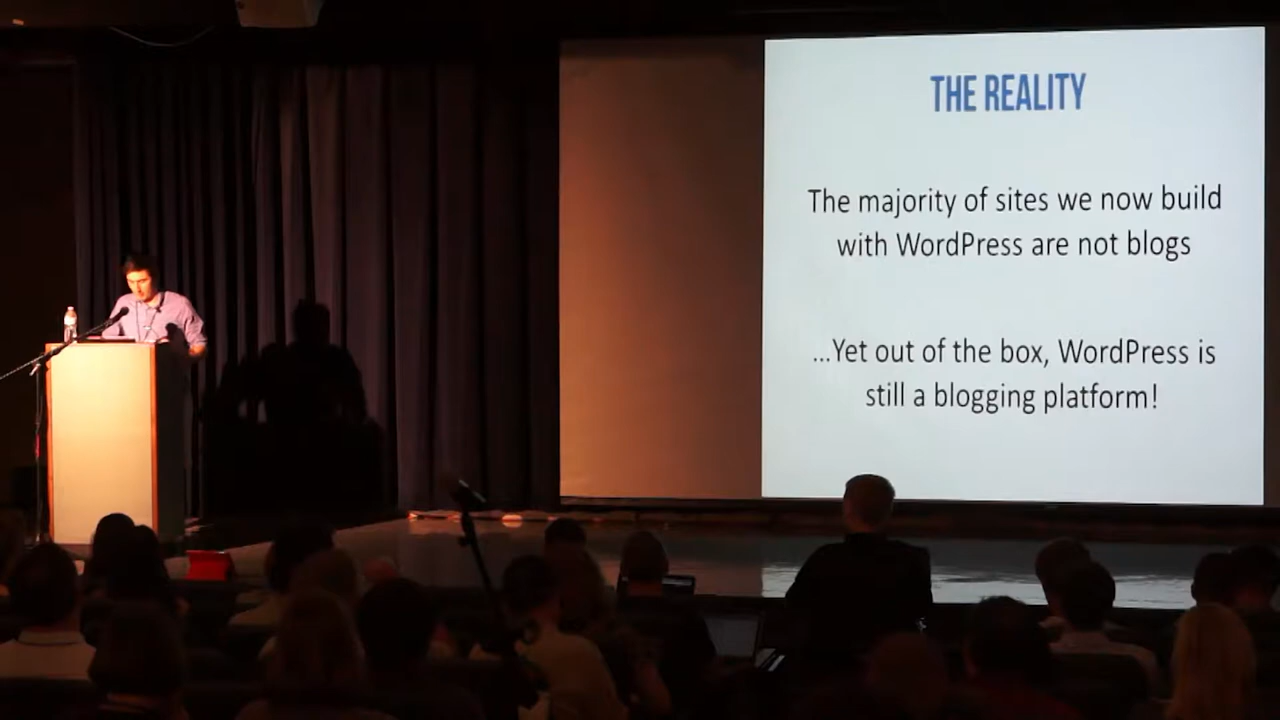 THE REALITY
The majority of sites we now build
with WordPress are not blogs
...Yet out of the box, WordPress is
still a blogging platform!